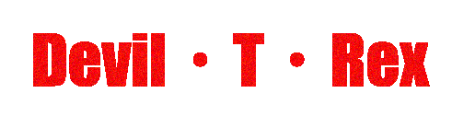 Devil • T • Rex